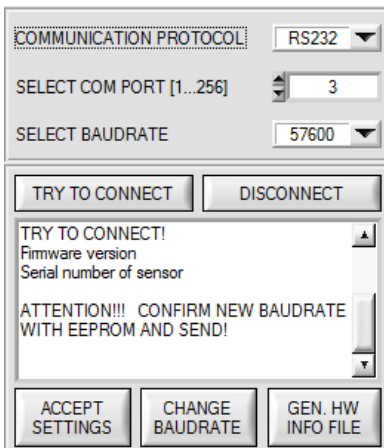 COMMUNICATION PROTOCOL RS232
SELECT COM PORT [1...256] 3
SELECT BAUDRATE 57600
TRY TO CONNECT DISCONNECT
TRY TO CONNECT!
Firmware version
Serial number of sensor
ATTENTION!!! CONFIRM NEW BAUDRATE
WITH EEPROM AND SEND!
ACCEPT CHANGE GEN. HW
SETTINGS BAUDRATE INFO FILE